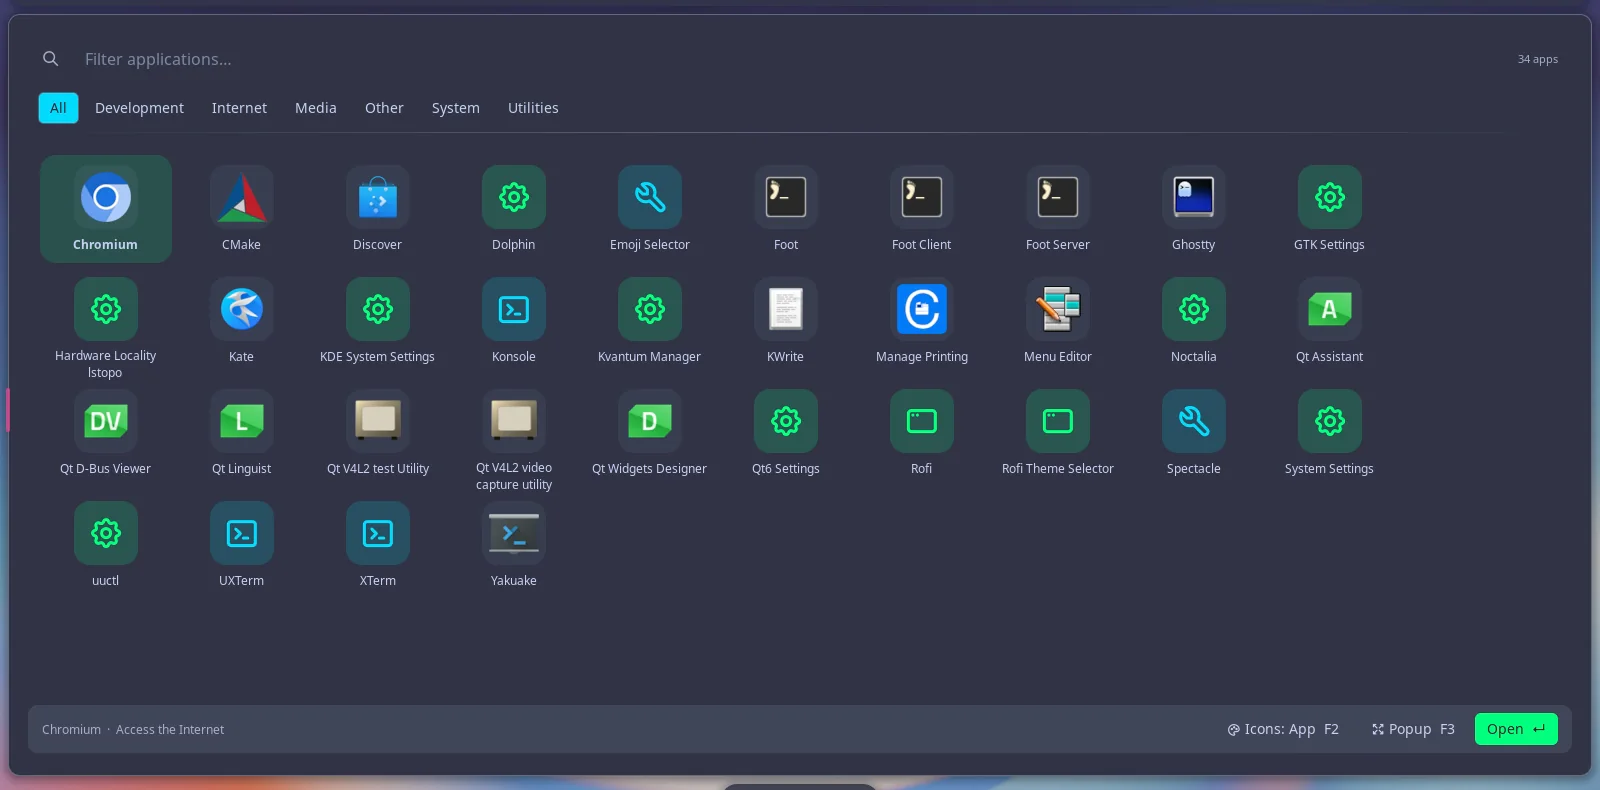 Filter applications...
34 apps
All Development Internet Media Other System Utilities
Chromium CMake Discover Dolphin Emoji Selector Foot Foot Client Foot Server Ghostty GTK Settings
Hardware Locality lstopo Kate KDE System Settings Konsole Kvantum Manager KWrite Manage Printing Menu Editor Noctalia A Qt Assistant
DV Qt D-Bus Viewer L Qt Linguist Qt V4L2 test Utility Qt V4L2 video capture utility D Qt Widgets Designer Qt6 Settings Rofi Rofi Theme Selector Spectacle System Settings
uuctl UXTerm XTerm Yakuake
Chromium · Access the Internet
Icons: App F2 Popup F3 Open